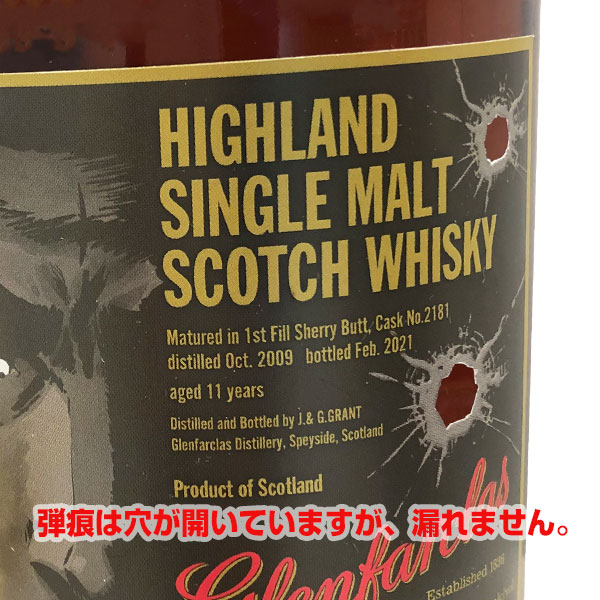 HIGHLAND
SINGLE MALT
SCOTCH WHISKY
Matured in 1st Fill Sherry Butt, Cask No.2181
distilled Oct. 2009 bottled Feb. 2021
aged 11 years
Distilled and Bottled by J.& G.GRANT
Glenfarclas Distillery, Speyside, Scotland
Product of Scotland
弾痕は穴が開いていますが、漏れません。
Glenfarclas
Established 1836